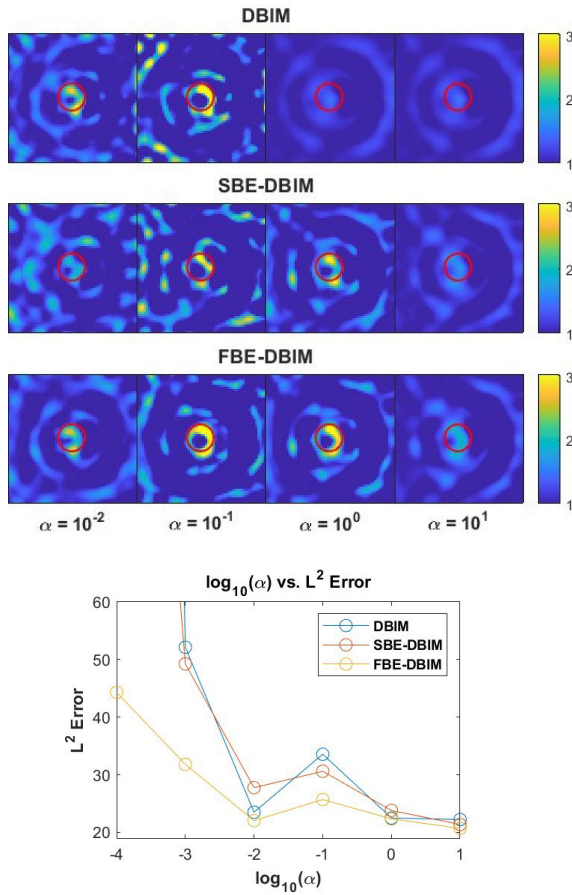 DBIM
3
2
1
SBE-DBIM
3
2
1
FBE-DBIM
3
2
1
α = 10⁻² α = 10⁻¹ α = 10⁰ α = 10¹
log₁₀(α) vs. L² Error
60
50
40
30
20
L² Error
DBIM
SBE-DBIM
FBE-DBIM
-4 -3 -2 -1 0 1
log₁₀(α)